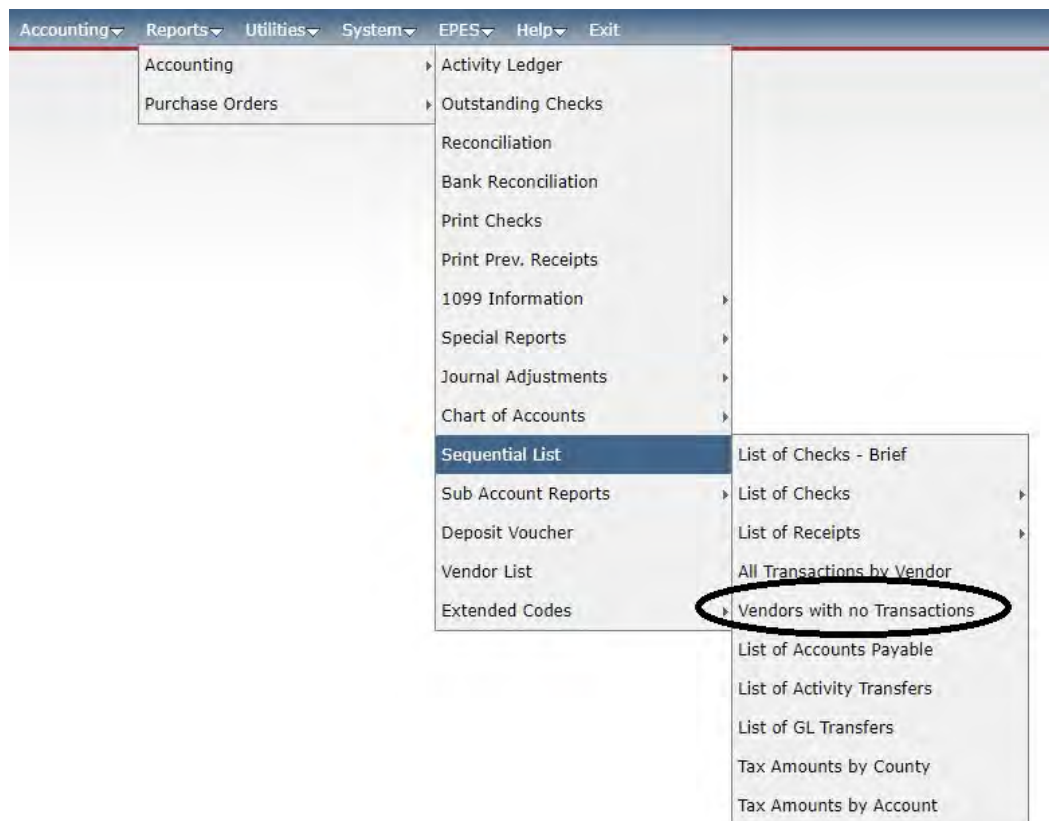 Accounting Reports Utilities System EPES Help Exit
Accounting
Purchase Orders
Activity Ledger
Outstanding Checks
Reconciliation
Bank Reconciliation
Print Checks
Print Prev. Receipts
1099 Information
Special Reports
Journal Adjustments
Chart of Accounts
Sequential List
Sub Account Reports
Deposit Voucher
Vendor List
Extended Codes
List of Checks - Brief
List of Checks
List of Receipts
All Transactions by Vendor
Vendors with no Transactions
List of Accounts Payable
List of Activity Transfers
List of GL Transfers
Tax Amounts by County
Tax Amounts by Account